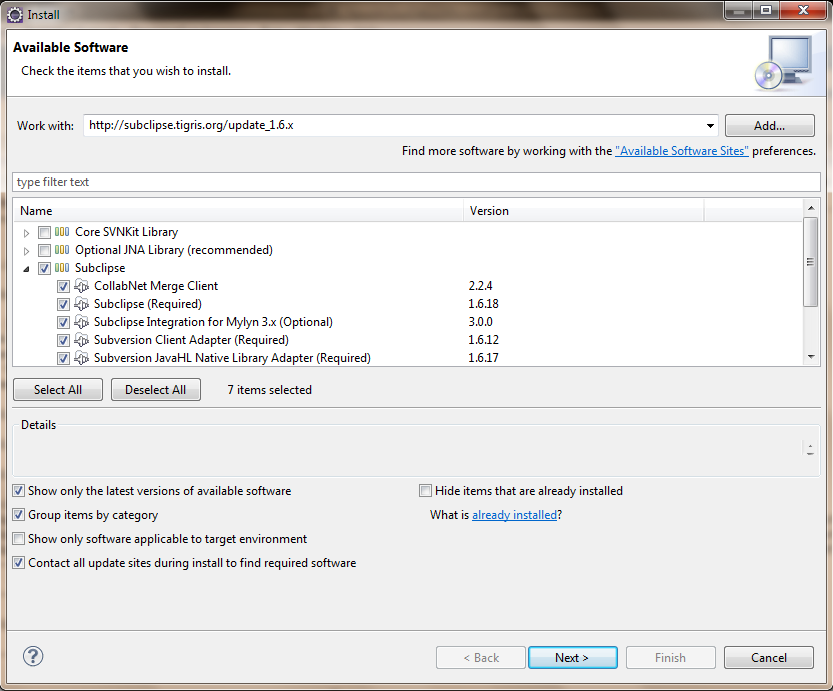 Install
Available Software
Check the items that you wish to install.
Work with: http://subclipse.tigris.org/update_1.6.x Add...
Find more software by working with the "Available Software Sites" preferences.
type filter text
Name Version
Core SVNKit Library
Optional JNA Library (recommended)
Subclipse
CollabNet Merge Client 2.2.4
Subclipse (Required) 1.6.18
Subclipse Integration for Mylyn 3.x (Optional) 3.0.0
Subversion Client Adapter (Required) 1.6.12
Subversion JavaHL Native Library Adapter (Required) 1.6.17
Select All Deselect All 7 items selected
Details
Show only the latest versions of available software Hide items that are already installed
Group items by category What is already installed?
Show only software applicable to target environment
Contact all update sites during install to find required software
? < Back Next > Finish Cancel